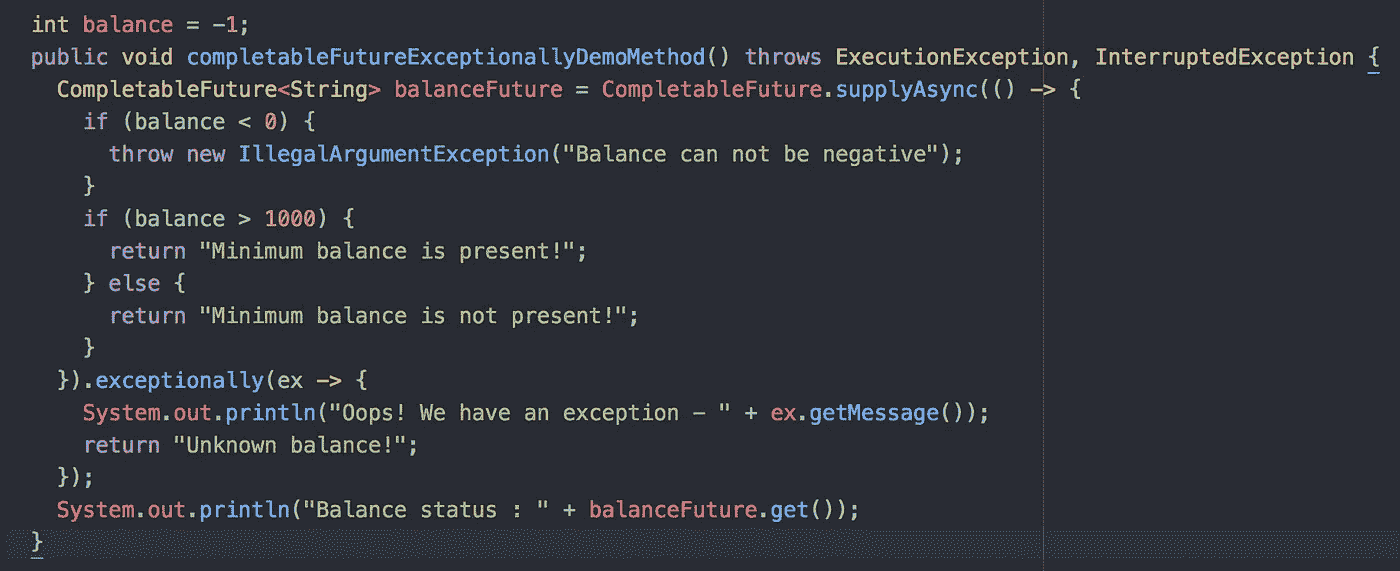 int balance = -1;
public void completableFutureExceptionallyDemoMethod() throws ExecutionException, InterruptedException {
  CompletableFuture<String> balanceFuture = CompletableFuture.supplyAsync(() -> {
    if (balance < 0) {
      throw new IllegalArgumentException("Balance can not be negative");
    }
    if (balance > 1000) {
      return "Minimum balance is present!";
    } else {
      return "Minimum balance is not present!";
    }
  }).exceptionally(ex -> {
    System.out.println("Oops! We have an exception - " + ex.getMessage());
    return "Unknown balance!";
  });
  System.out.println("Balance status : " + balanceFuture.get());
}